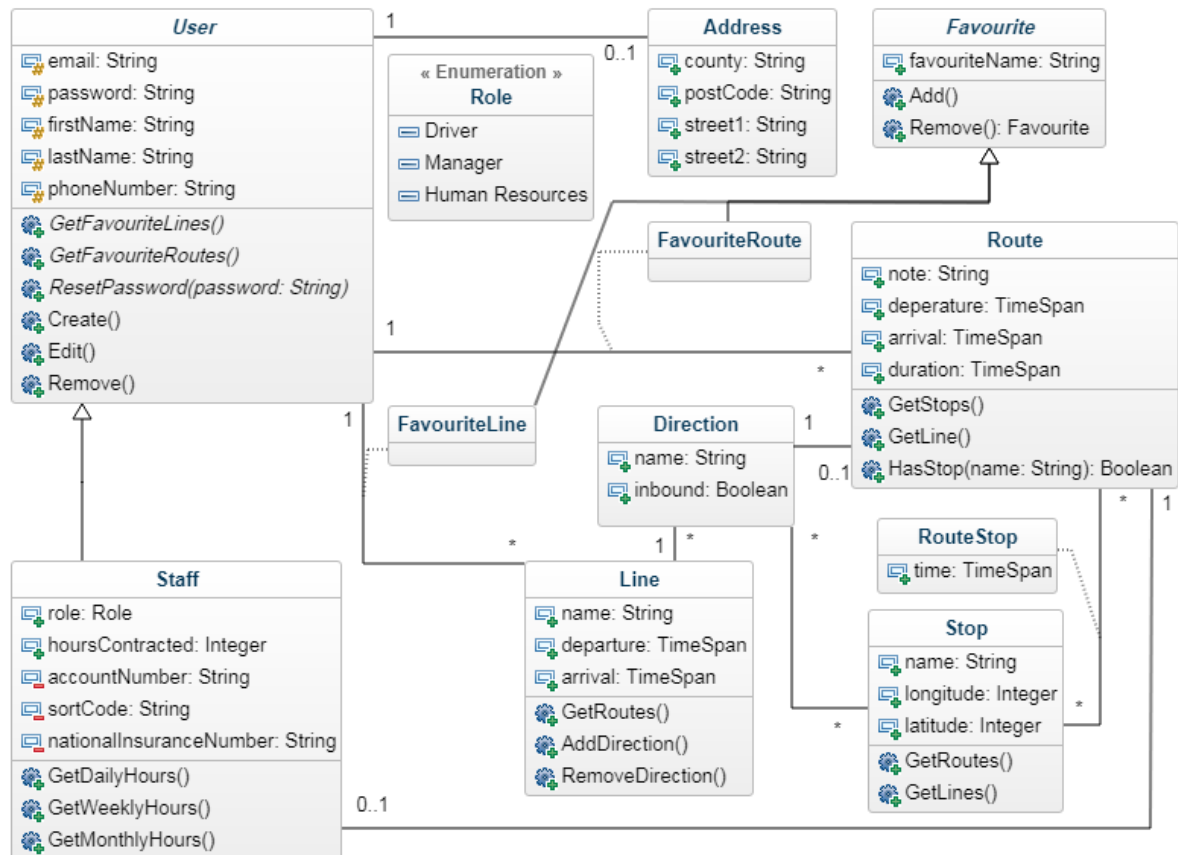 User
email: String
password: String
firstName: String
lastName: String
phoneNumber: String
GetFavouriteLines()
GetFavouriteRoutes()
ResetPassword(password: String)
Create()
Edit()
Remove()
1
0..1
« Enumeration »
Role
Driver
Manager
Human Resources
Address
county: String
postCode: String
street1: String
street2: String
Favourite
favouriteName: String
Add()
Remove(): Favourite
FavouriteRoute
Route
note: String
deperature: TimeSpan
arrival: TimeSpan
duration: TimeSpan
GetStops()
GetLine()
HasStop(name: String): Boolean
1
*
1
*
FavouriteLine
Direction
name: String
inbound: Boolean
1
0..1
1
*
*
*
*
*
1
RouteStop
time: TimeSpan
Staff
role: Role
hoursContracted: Integer
accountNumber: String
sortCode: String
nationalInsuranceNumber: String
GetDailyHours()
GetWeeklyHours()
GetMonthlyHours()
0..1
Line
name: String
departure: TimeSpan
arrival: TimeSpan
GetRoutes()
AddDirection()
RemoveDirection()
Stop
name: String
longitude: Integer
latitude: Integer
GetRoutes()
GetLines()